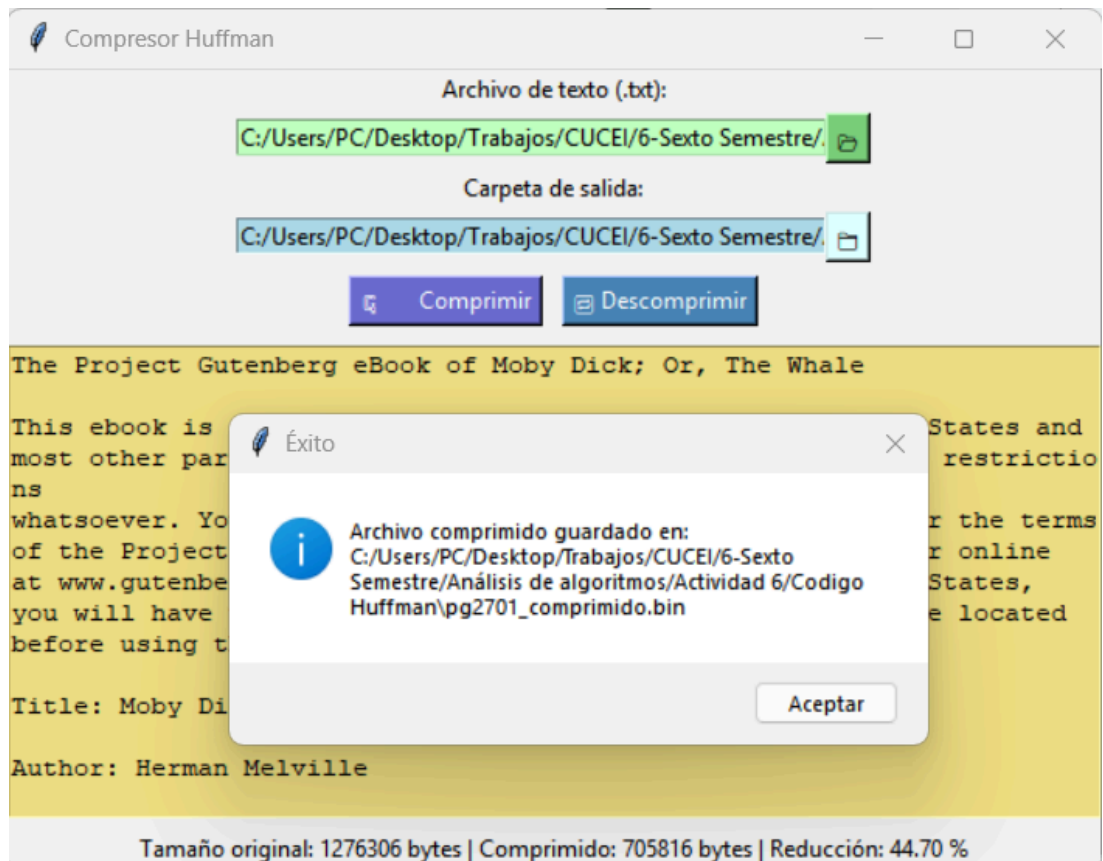 Compresor Huffman
Archivo de texto (.txt):
C:/Users/PC/Desktop/Trabajos/CUCEI/6-Sexto Semestre/.
Carpeta de salida:
C:/Users/PC/Desktop/Trabajos/CUCEI/6-Sexto Semestre/.
Comprimir Descomprimir
The Project Gutenberg eBook of Moby Dick; Or, The Whale
This ebook is States and
most other par restrictio
ns
whatsoever. Yo r the terms
of the Project r online
at www.gutenbe States,
you will have e located
before using t
Title: Moby Di
Author: Herman Melville
Éxito
Archivo comprimido guardado en:
C:/Users/PC/Desktop/Trabajos/CUCEI/6-Sexto
Semestre/Análisis de algoritmos/Actividad 6/Codigo
Huffman\pg2701_comprimido.bin
Aceptar
Tamaño original: 1276306 bytes | Comprimido: 705816 bytes | Reducción: 44.70 %